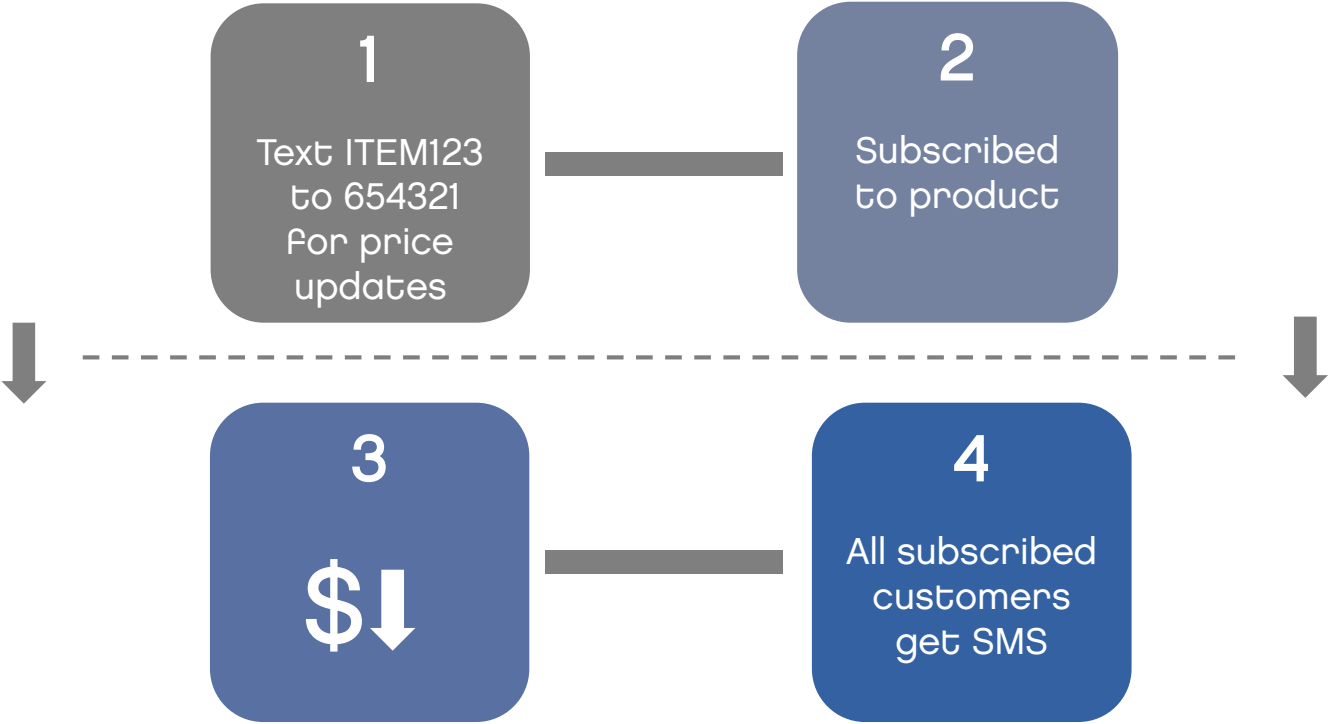 1
Text ITEM123
to 654321
for price
updates
2
Subscribed
to product
3
$
4
All subscribed
customers
get SMS